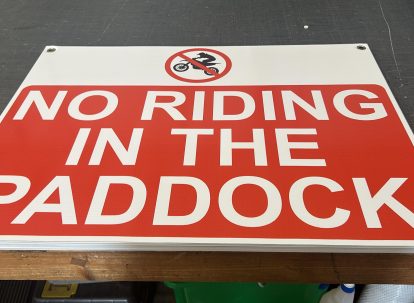 NO RIDING
IN THE
PADDOCK